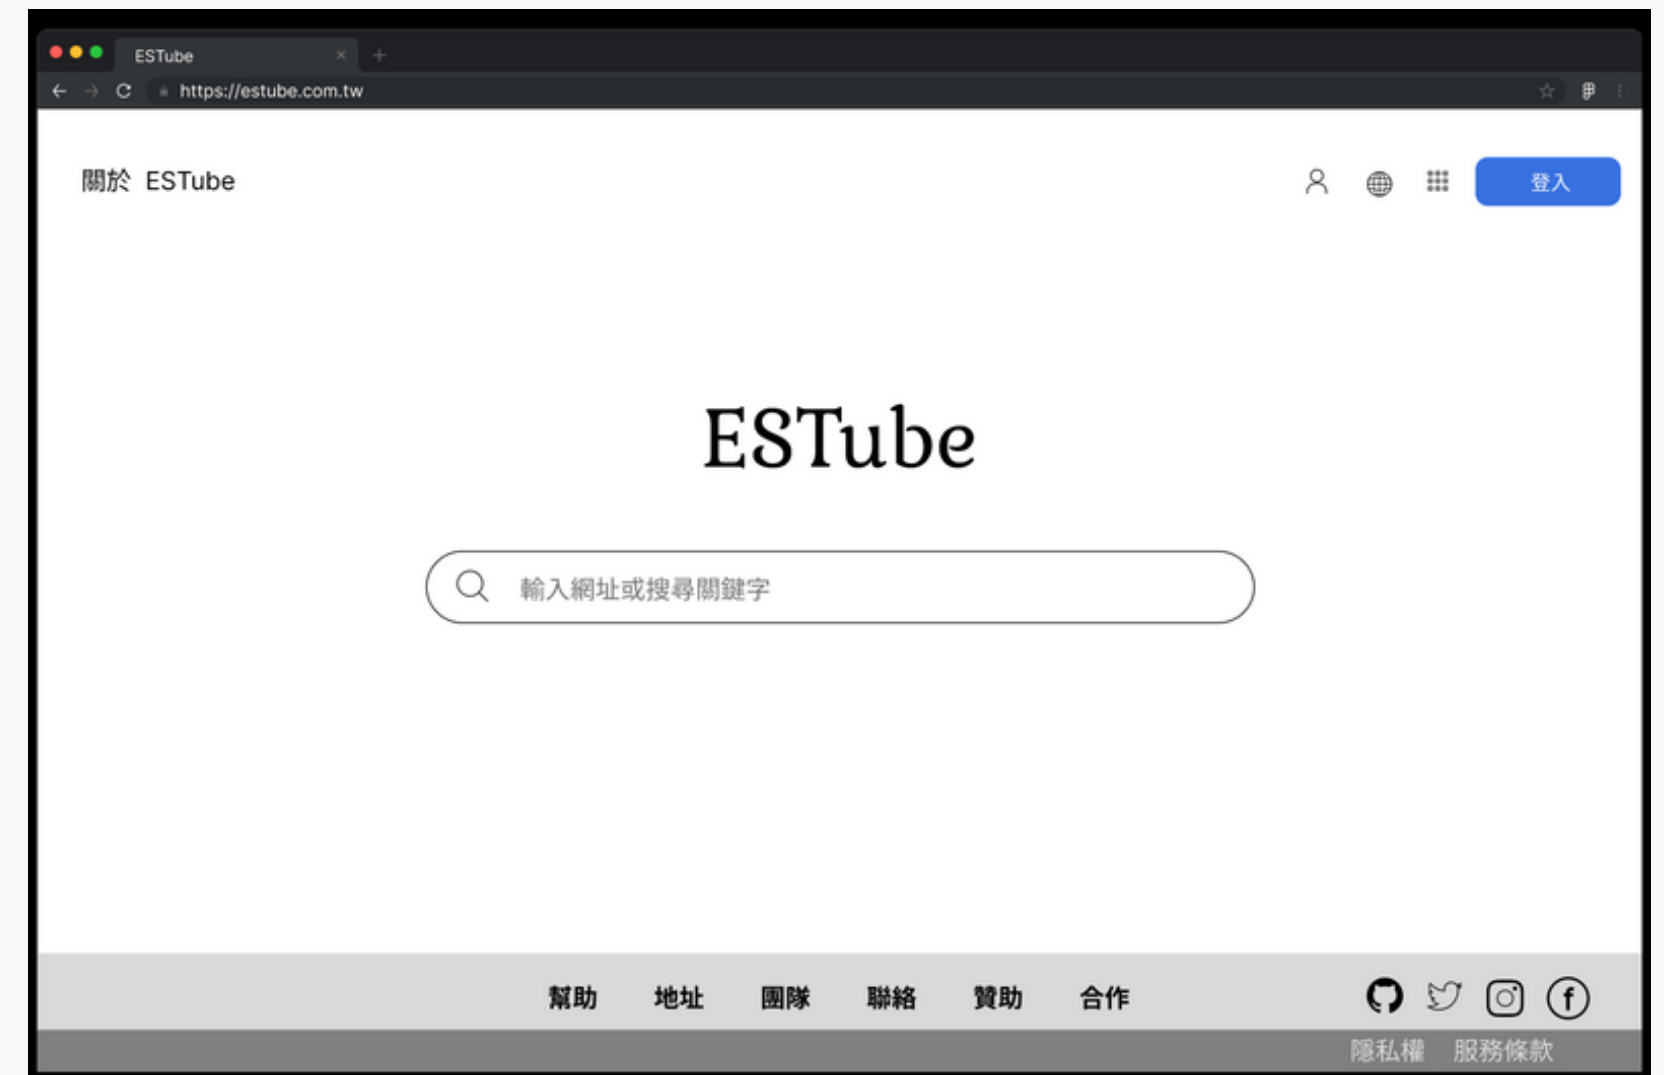 ESTube
https://estube.com.tw
關於 ESTube
登入
ESTube
輸入網址或搜尋關鍵字
幫助 地址 團隊 聯絡 贊助 合作
隱私權 服務條款